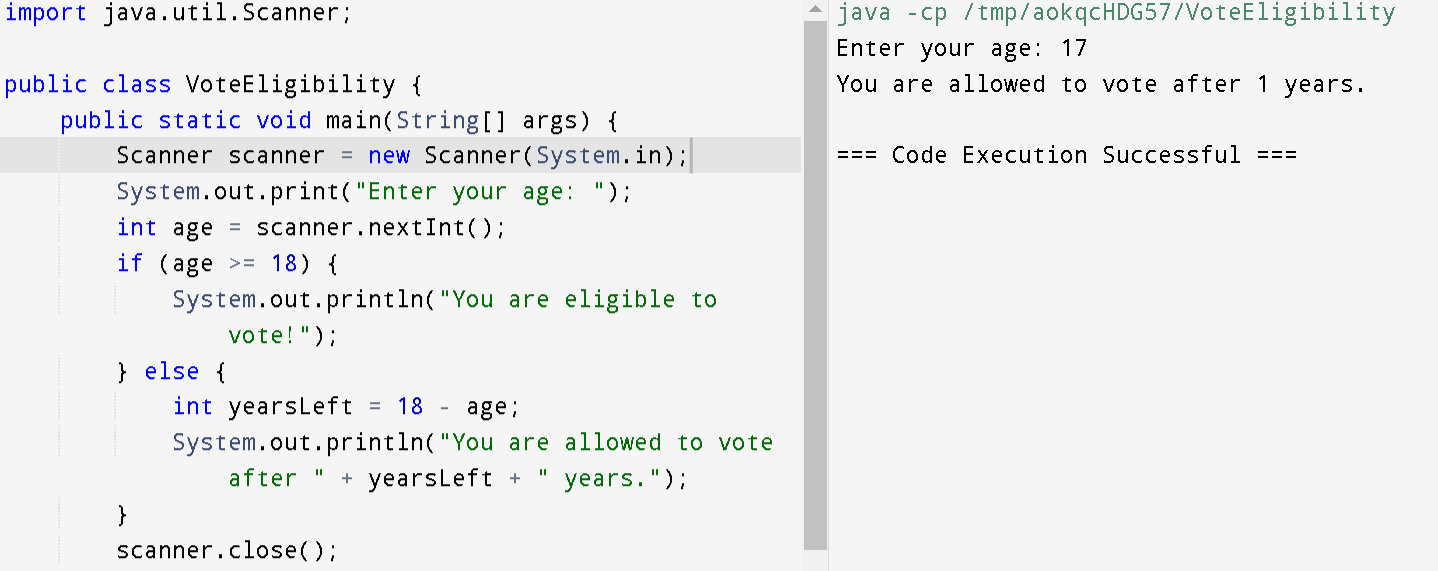 import java.util.Scanner;
public class VoteEligibility {
public static void main(String[] args) {
Scanner scanner = new Scanner(System.in);
System.out.print("Enter your age: ");
int age = scanner.nextInt();
if (age >= 18) {
System.out.println("You are eligible to
vote!");
} else {
int yearsLeft = 18 - age;
System.out.println("You are allowed to vote
after " + yearsLeft + " years.");
}
scanner.close();
java -cp /tmp/aokqcHDG57/VoteEligibility
Enter your age: 17
You are allowed to vote after 1 years.
=== Code Execution Successful ===